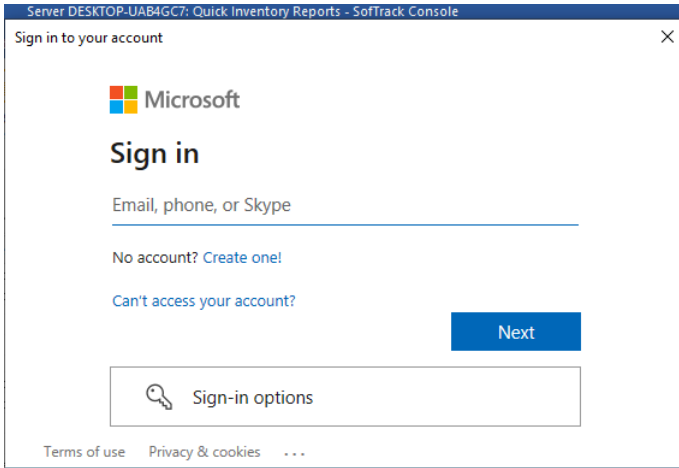 Server DESKTOP-UAB4GC7: Quick Inventory Reports - SofTrack Console
Sign in to your account
Microsoft
Sign in
Email, phone, or Skype
No account? Create one!
Can't access your account?
Next
Sign-in options
Terms of use Privacy & cookies ...